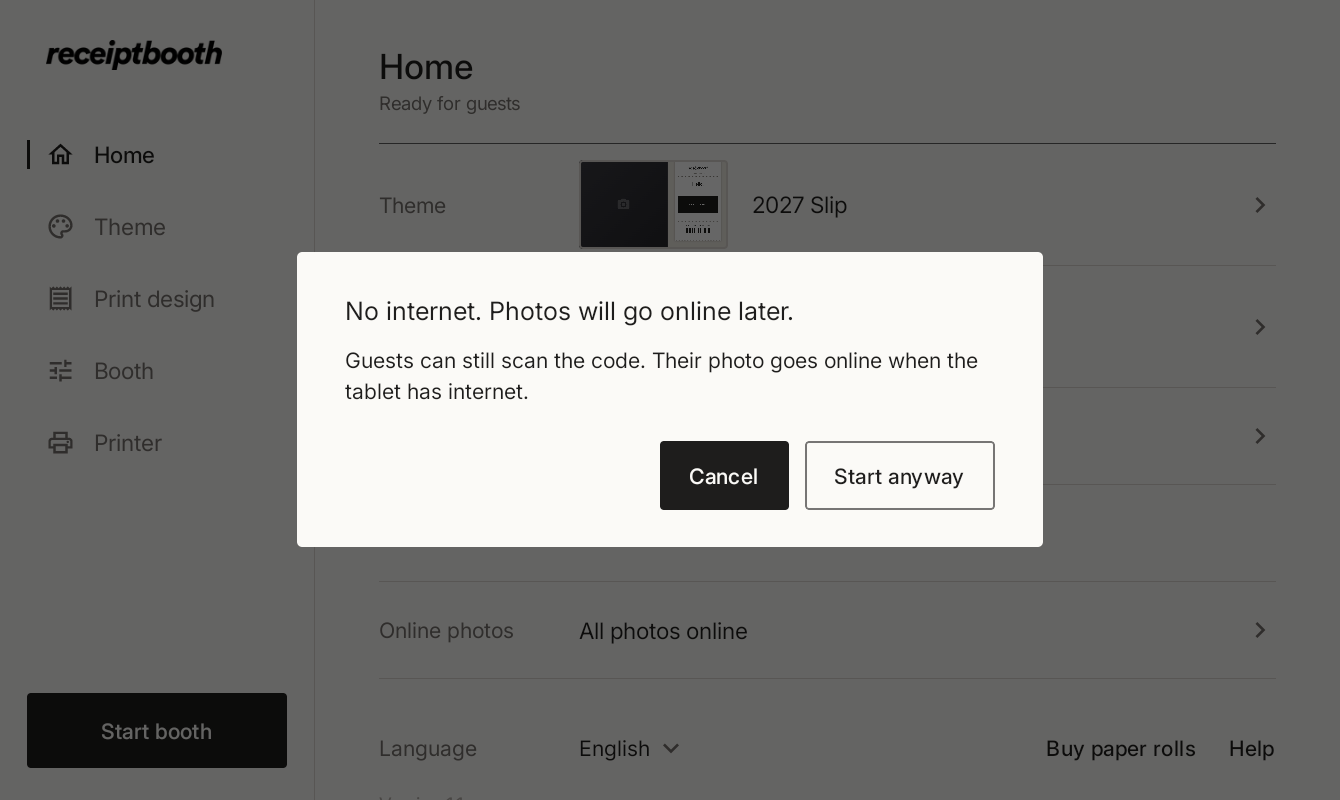 receiptbooth
Home
Theme
Print design
Booth
Printer
Start booth
Home
Ready for guests
Theme
2027 Slip
No internet. Photos will go online later.
Guests can still scan the code. Their photo goes online when the
tablet has internet.
Cancel
Start anyway
Online photos
All photos online
Language
English
Buy paper rolls
Help